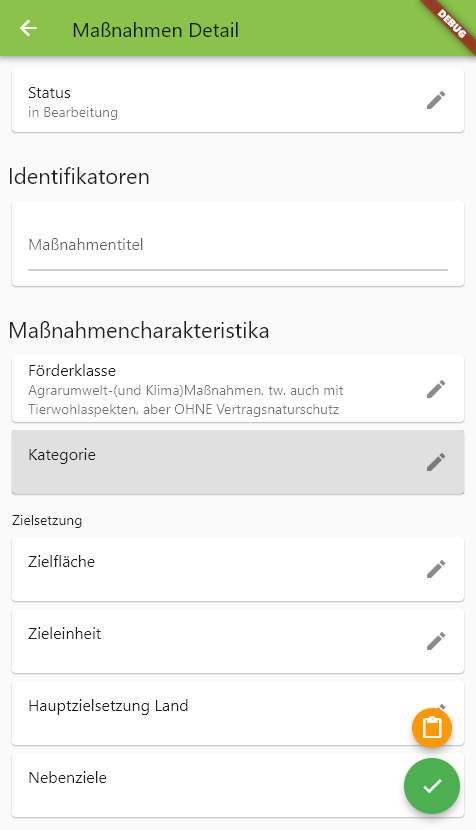 Maßnahmen Detail
DEBUG
Status
in Bearbeitung
Identifikatoren
Maßnahmentitel
Maßnahmencharakteristika
Förderklasse
Agrarumwelt-(und Klima)Maßnahmen, tw. auch mit
Tierwohlaspekten, aber OHNE Vertragsnaturschutz
Kategorie
Zielsetzung
Zielfläche
Zieleinheit
Hauptzielsetzung Land
Nebenziele